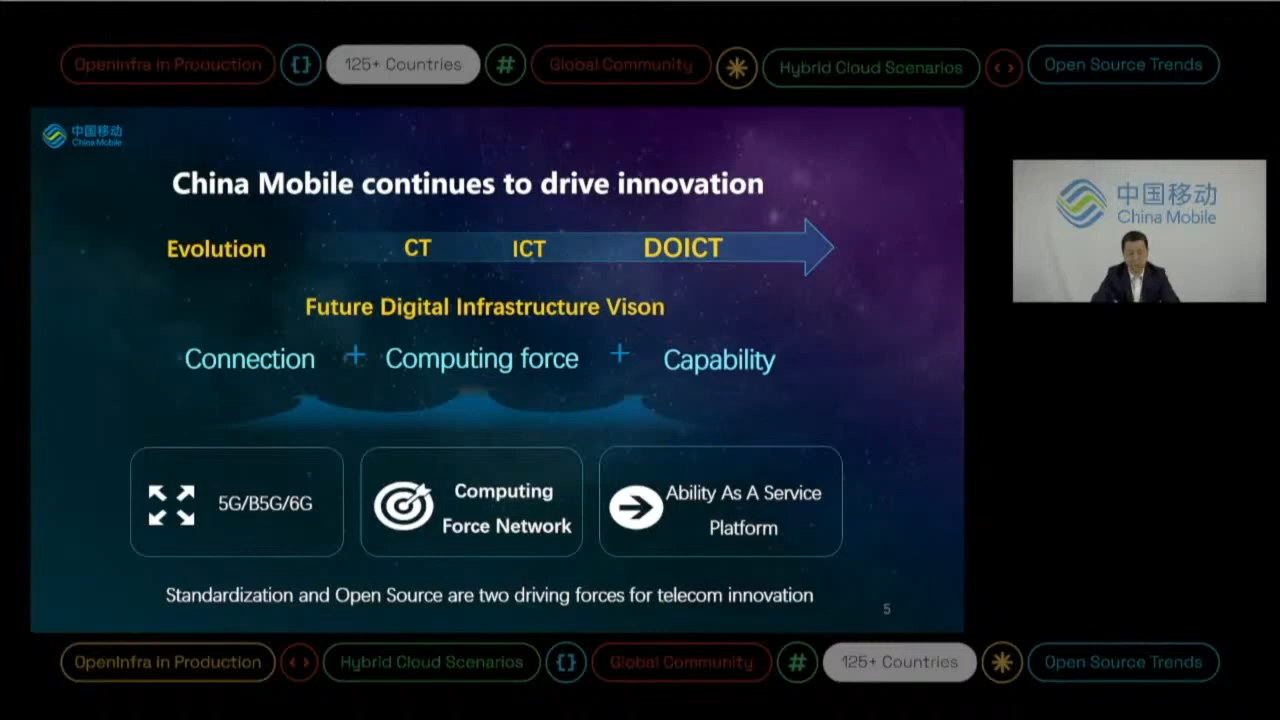 OpenInfra in Production
{}
125+ Countries
#
Global Community
Hybrid Cloud Scenarios
<>
Open Source Trends
中国移动
China Mobile
China Mobile continues to drive innovation
Evolution CT ICT DOICT
Future Digital Infrastructure Vison
Connection + Computing force + Capability
5G/B5G/6G
Computing
Force Network
Ability As A Service
Platform
Standardization and Open Source are two driving forces for telecom innovation
5
中国移动
China Mobile
OpenInfra in Production
<>
Hybrid Cloud Scenarios
{}
Global Community
#
125+ Countries
Open Source Trends